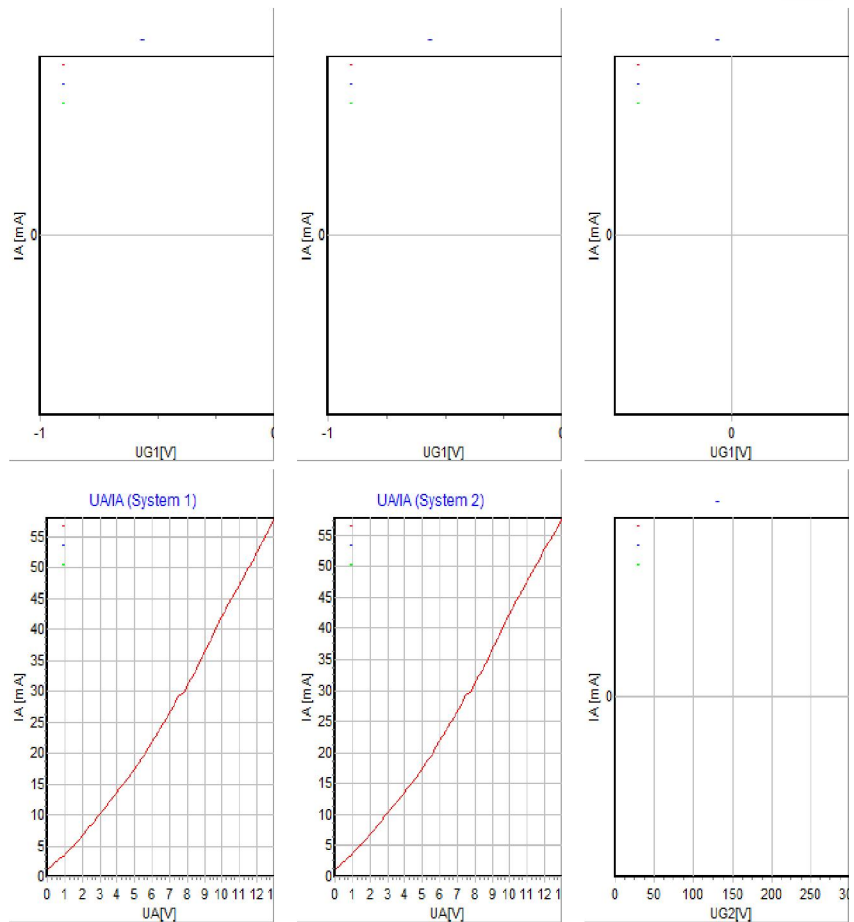 - - -
IA [mA] 0 IA [mA] 0 IA [mA] 0
-1 0 -1 0 0
UG1[V] UG1[V] UG1[V]
UA/IA (System 1) UA/IA (System 2) -
55 55
50 50
45 45
40 40
35 35
IA [mA] 30 IA [mA] 30 IA [mA] 0
25 25
20 20
15 15
10 10
5 5
0 0
0 1 2 3 4 5 6 7 8 9 10 11 12 1 0 1 2 3 4 5 6 7 8 9 10 11 12 1 0 50 100 150 200 250 300
UA[V] UA[V] UG2[V]